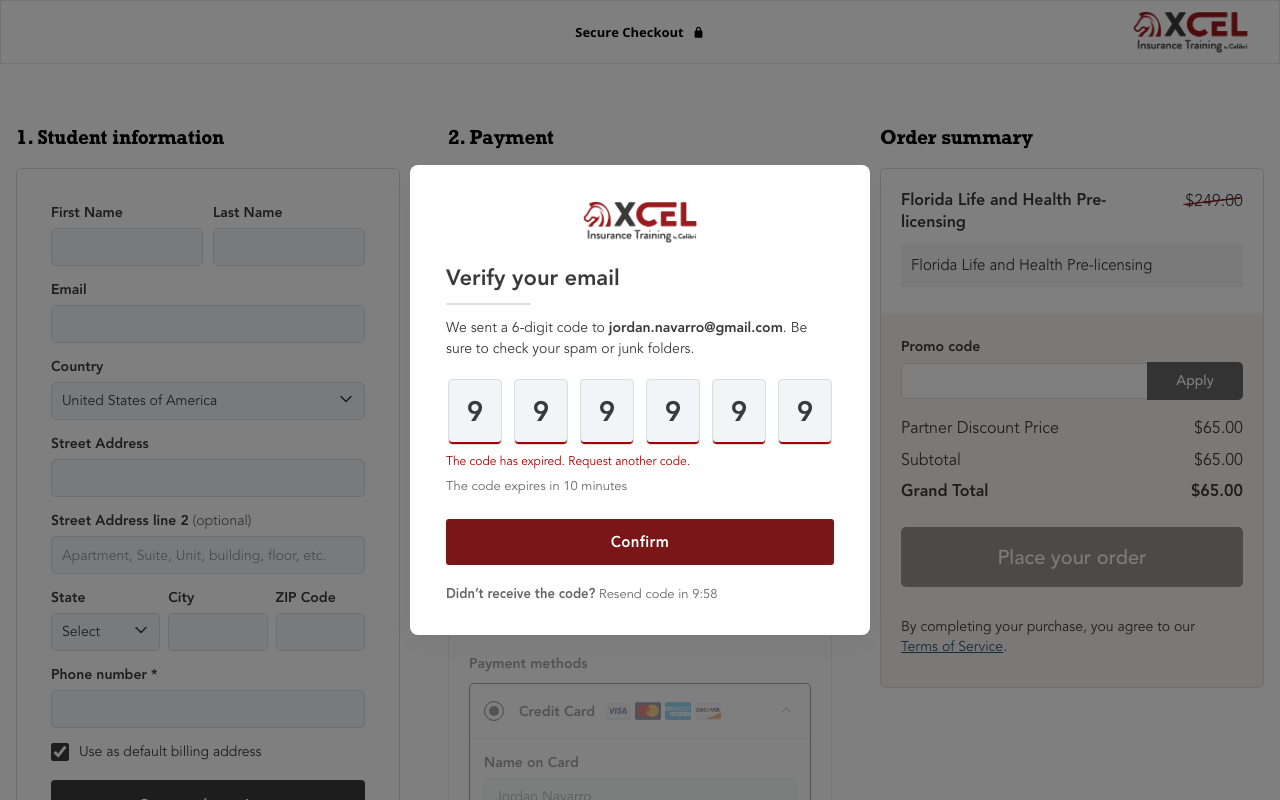 Secure Checkout
XCEL
Insurance Training by Colibri
1. Student information
First Name
Last Name
Email
Country
United States of America
Street Address
Street Address line 2 (optional)
Apartment, Suite, Unit, building, floor, etc.
State
City
ZIP Code
Select
Phone number *
Use as default billing address
2. Payment
XCEL
Insurance Training by Colibri
Verify your email
We sent a 6-digit code to jordan.navarro@gmail.com. Be
sure to check your spam or junk folders.
9 9 9 9 9 9
The code has expired. Request another code.
The code expires in 10 minutes
Confirm
Didn't receive the code? Resend code in 9:58
Payment methods
Credit Card VISA DISCOVER
Name on Card
Jordan Navarro
Order summary
Florida Life and Health Pre-
licensing
$249.00
Florida Life and Health Pre-licensing
Promo code
Apply
Partner Discount Price $65.00
Subtotal $65.00
Grand Total $65.00
Place your order
By completing your purchase, you agree to our
Terms of Service.